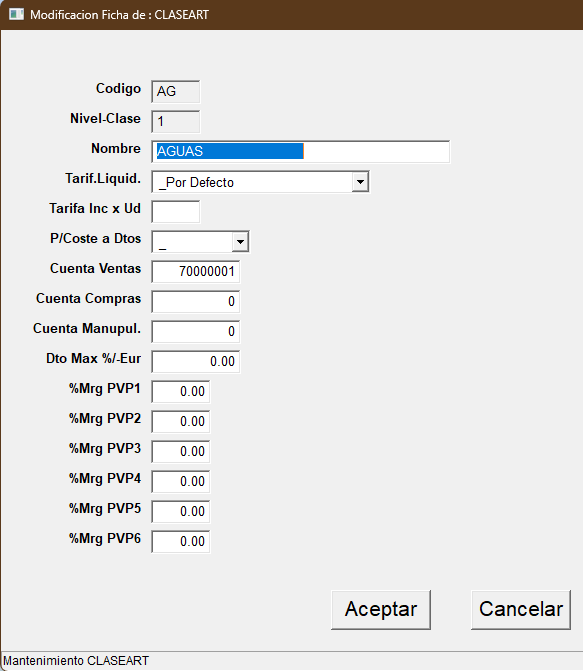 Modificacion Ficha de : CLASEART
Codigo AG
Nivel-Clase 1
Nombre AGUAS
Tarif.Liquid. _Por Defecto
Tarifa Inc x Ud
P/Coste a Dtos _
Cuenta Ventas 70000001
Cuenta Compras 0
Cuenta Manupul. 0
Dto Max %/-Eur 0.00
%Mrg PVP1 0.00
%Mrg PVP2 0.00
%Mrg PVP3 0.00
%Mrg PVP4 0.00
%Mrg PVP5 0.00
%Mrg PVP6 0.00
Aceptar Cancelar
Mantenimiento CLASEART